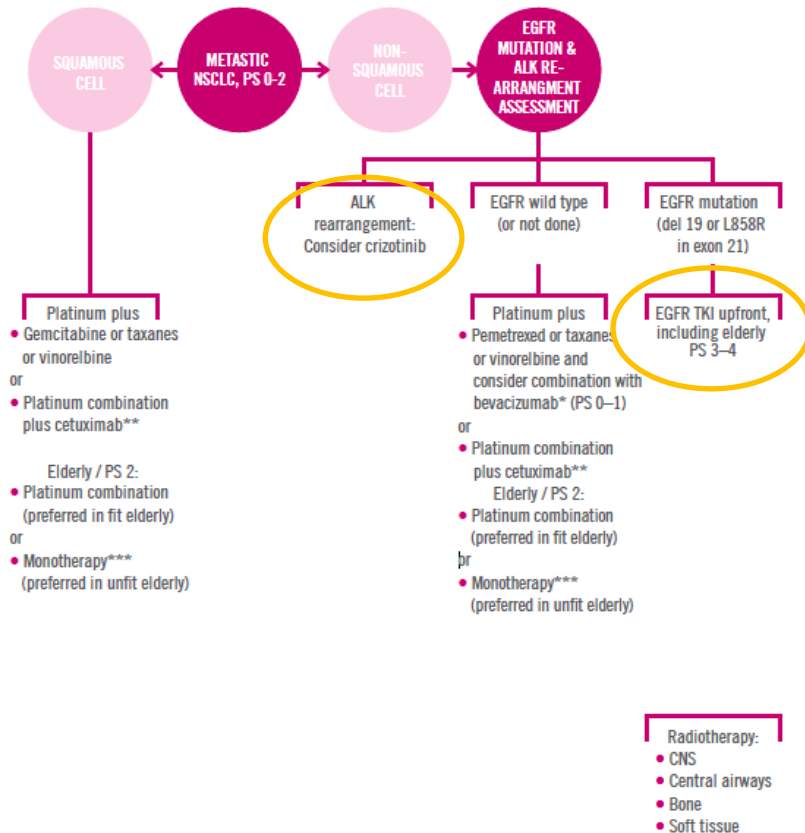 SQUAMOUS
CELL
METASTIC
NSCLC, PS 0-2
NON-
SQUAMOUS
CELL
EGFR
MUTATION &
ALK RE-
ARRANGMENT
ASSESSMENT
ALK
rearrangement:
Consider crizotinib
EGFR wild type
(or not done)
EGFR mutation
(del 19 or L858R
in exon 21)
Platinum plus
• Gemcitabine or taxanes
or vinorelbine
or
• Platinum combination
plus cetuximab**
Elderly / PS 2:
• Platinum combination
(preferred in fit elderly)
or
• Monotherapy***
(preferred in unfit elderly)
Platinum plus
• Pemetrexed or taxanes
or vinorelbine and
consider combination with
bevacizumab* (PS 0–1)
or
• Platinum combination
plus cetuximab**
Elderly / PS 2:
• Platinum combination
(preferred in fit elderly)
or
• Monotherapy***
(preferred in unfit elderly)
EGFR TKI upfront,
including elderly
PS 3–4
Radiotherapy:
• CNS
• Central airways
• Bone
• Soft tissue